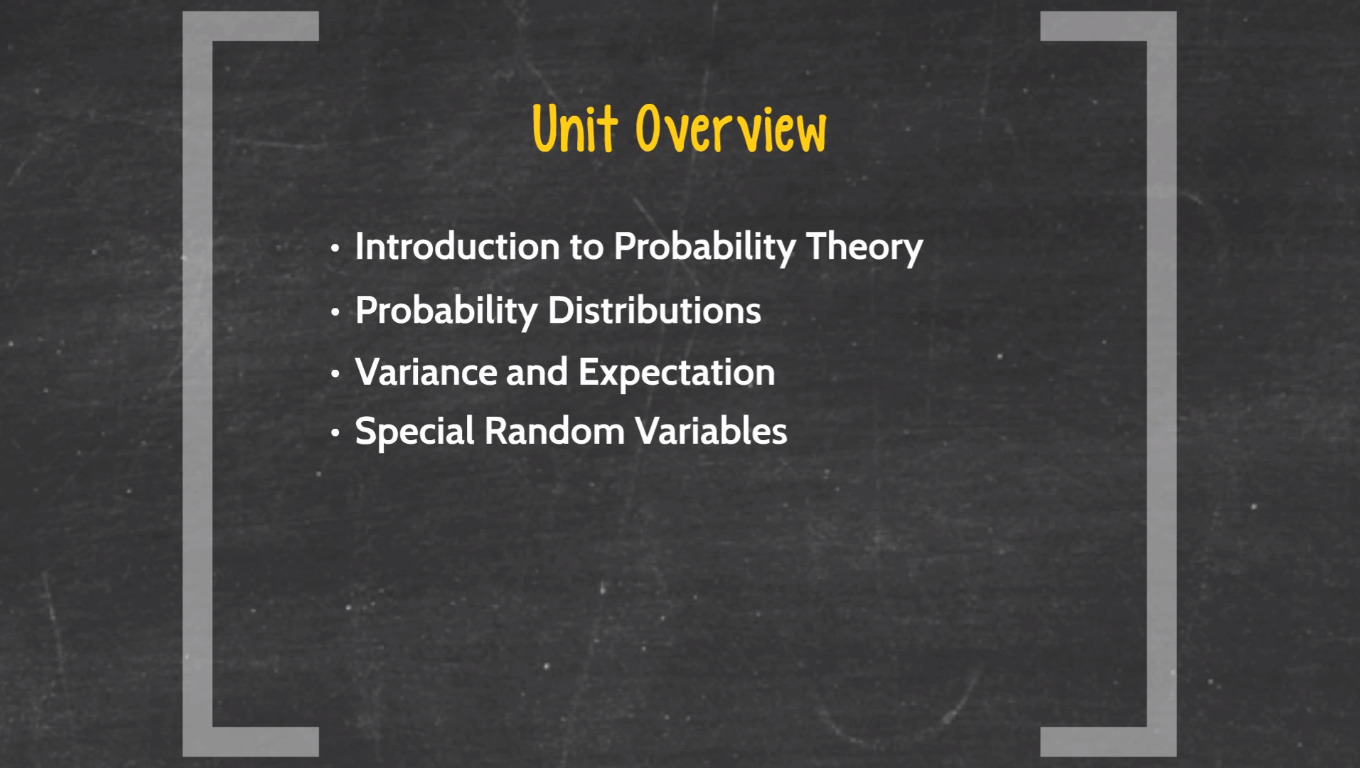 Unit Overview
• Introduction to Probability Theory
• Probability Distributions
• Variance and Expectation
• Special Random Variables